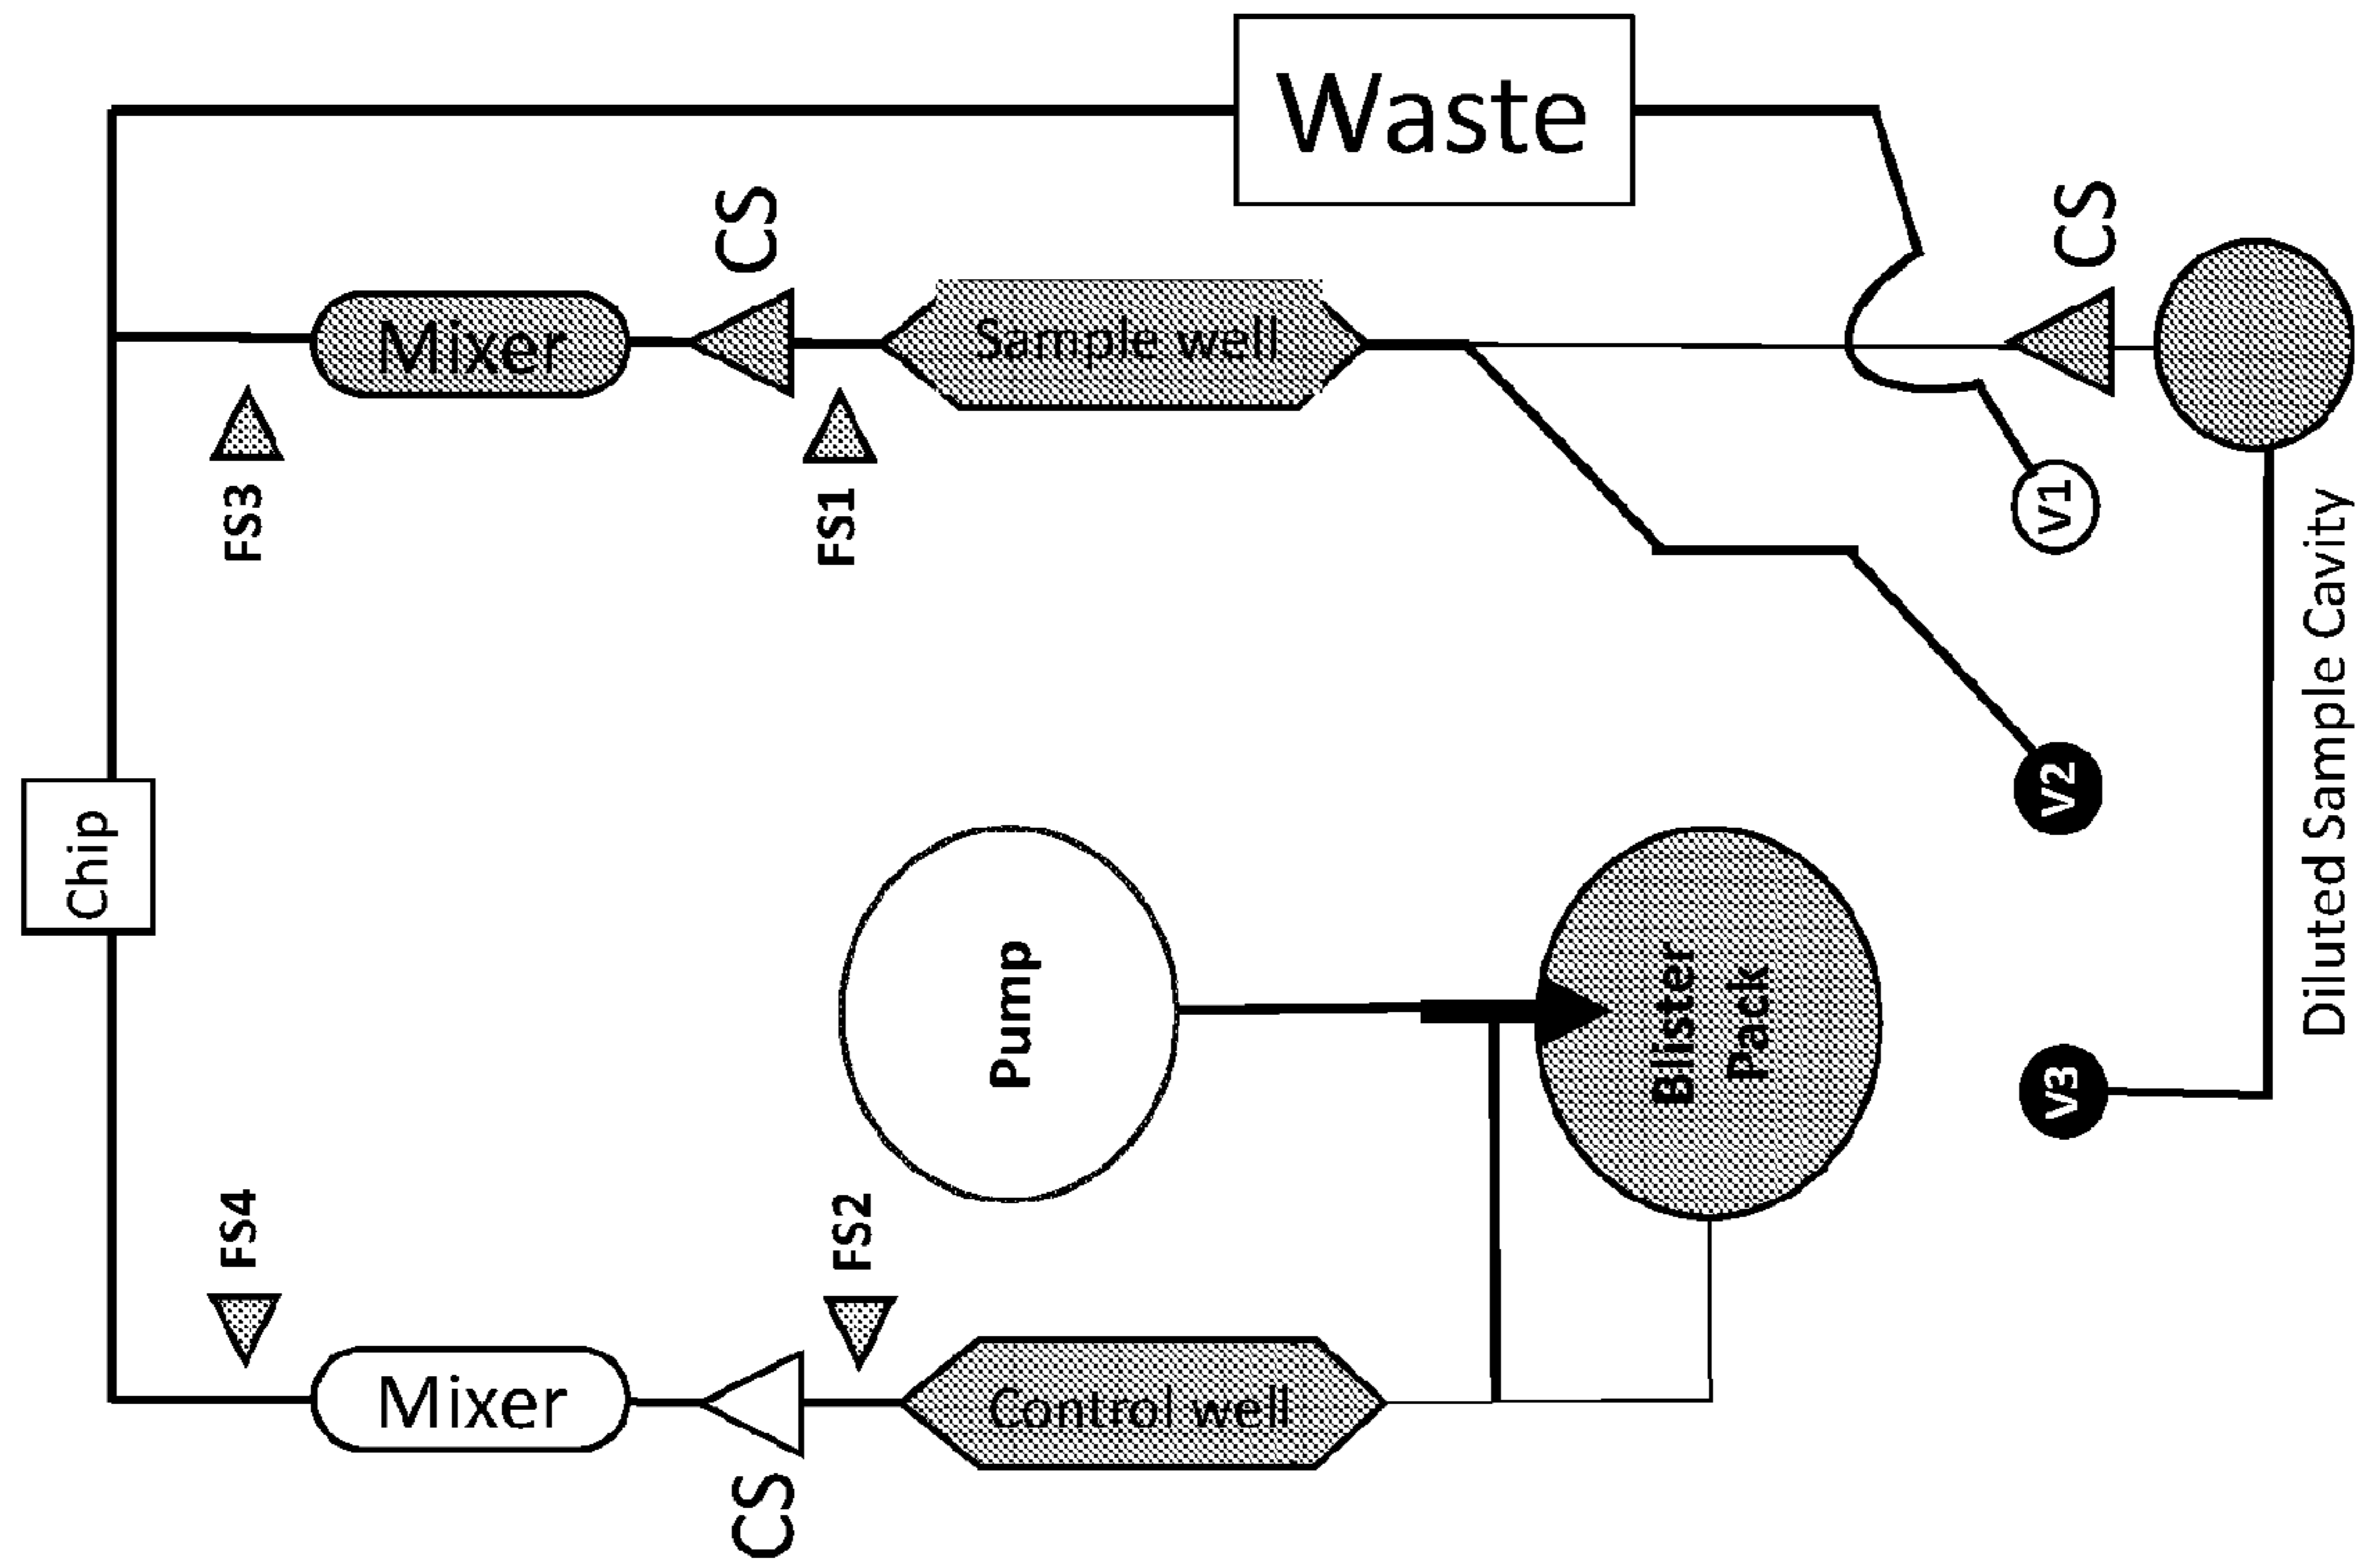 Waste
CS
CS
Mixer
Sample well
FS3
FS1
V1
Chip
V2
Pump
Blister
Pack
Diluted Sample Cavity
V3
FS4
FS2
Mixer
Control well
CS